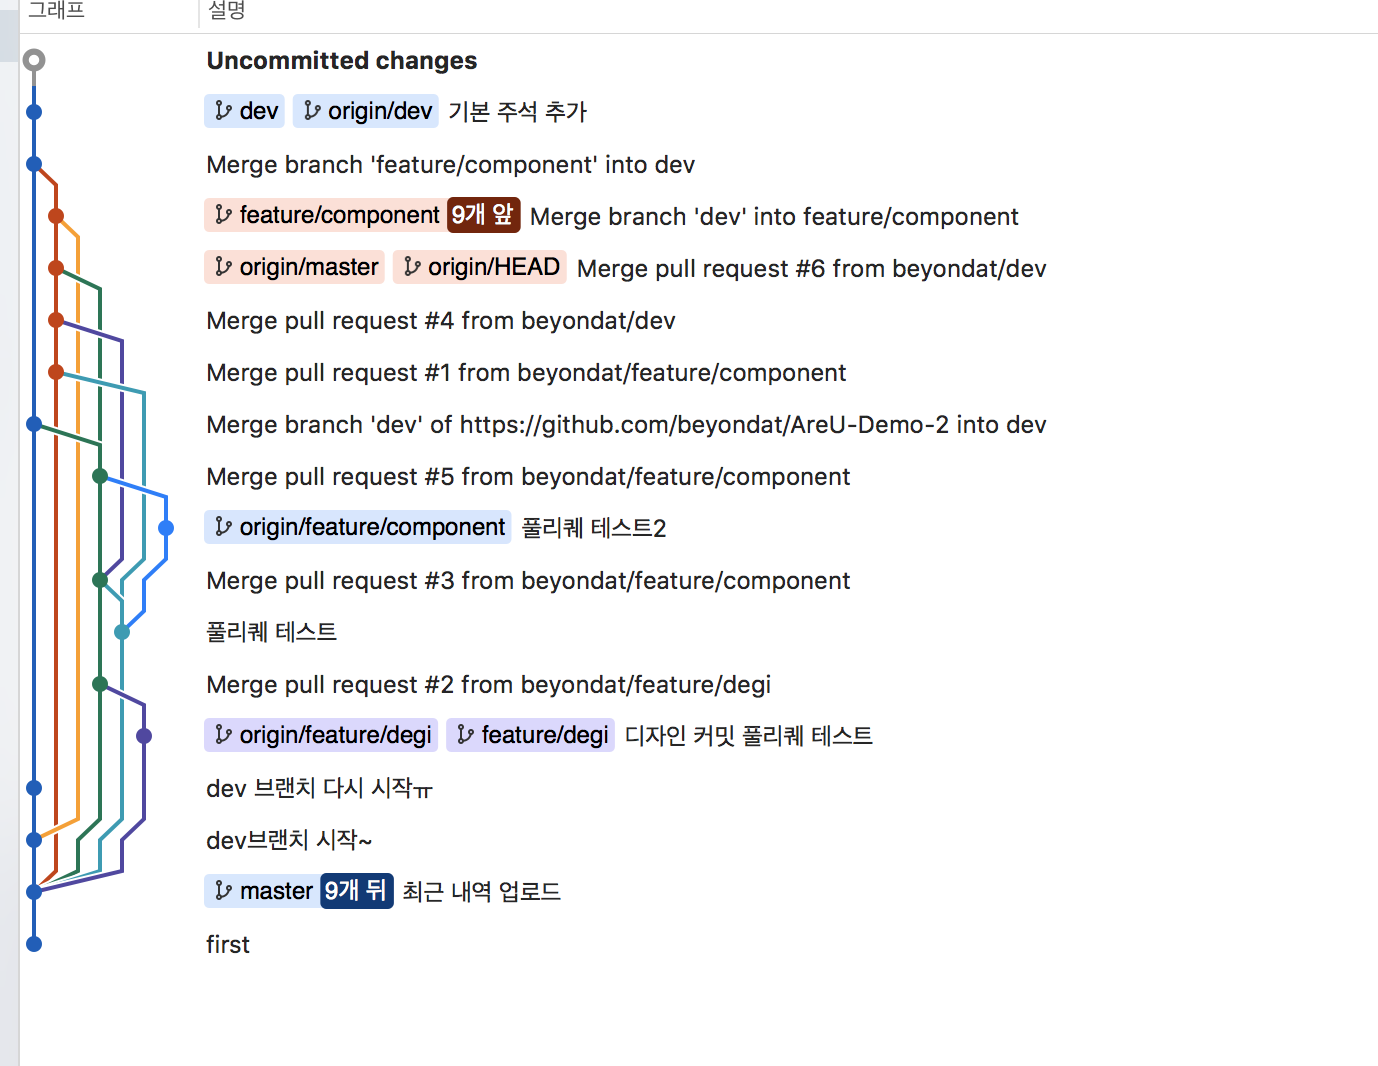 그래프 설명
Uncommitted changes
dev origin/dev 기본 주석 추가
Merge branch 'feature/component' into dev
feature/component 9개 앞 Merge branch 'dev' into feature/component
origin/master origin/HEAD Merge pull request #6 from beyondat/dev
Merge pull request #4 from beyondat/dev
Merge pull request #1 from beyondat/feature/component
Merge branch 'dev' of https://github.com/beyondat/AreU-Demo-2 into dev
Merge pull request #5 from beyondat/feature/component
origin/feature/component 풀리퀘 테스트2
Merge pull request #3 from beyondat/feature/component
풀리퀘 테스트
Merge pull request #2 from beyondat/feature/degi
origin/feature/degi feature/degi 디자인 커밋 풀리퀘 테스트
dev 브랜치 다시 시작ㅠ
dev브랜치 시작~
master 9개 뒤 최근 내역 업로드
first